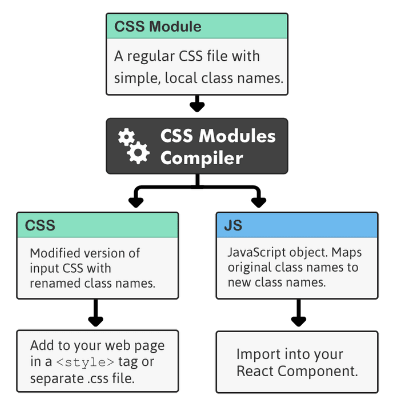 CSS Module
A regular CSS file with
simple, local class names.
CSS Modules
Compiler
CSS
Modified version of
input CSS with
renamed class names.
JS
JavaScript object. Maps
original class names to
new class names.
Add to your web page
in a <style> tag or
separate .css file.
Import into your
React Component.